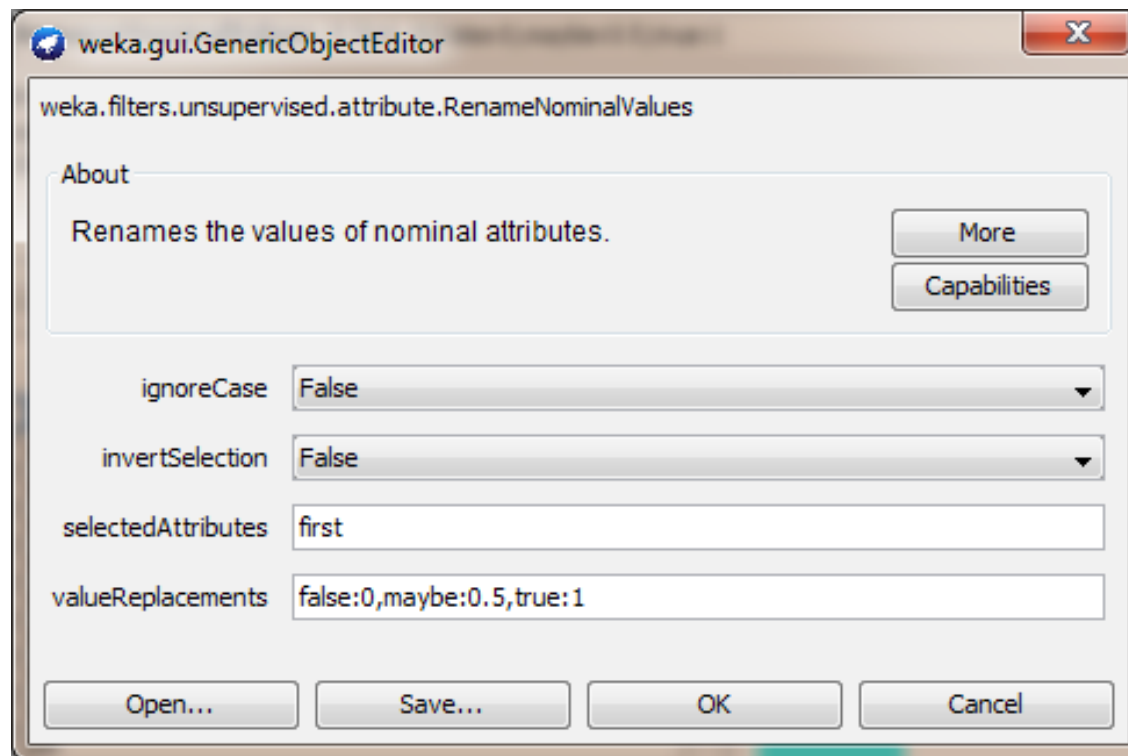 weka.gui.GenericObjectEditor
weka.filters.unsupervised.attribute.RenameNominalValues
About
Renames the values of nominal attributes.
More
Capabilities
ignoreCase False
invertSelection False
selectedAttributes first
valueReplacements false:0,maybe:0.5,true:1
Open... Save... OK Cancel